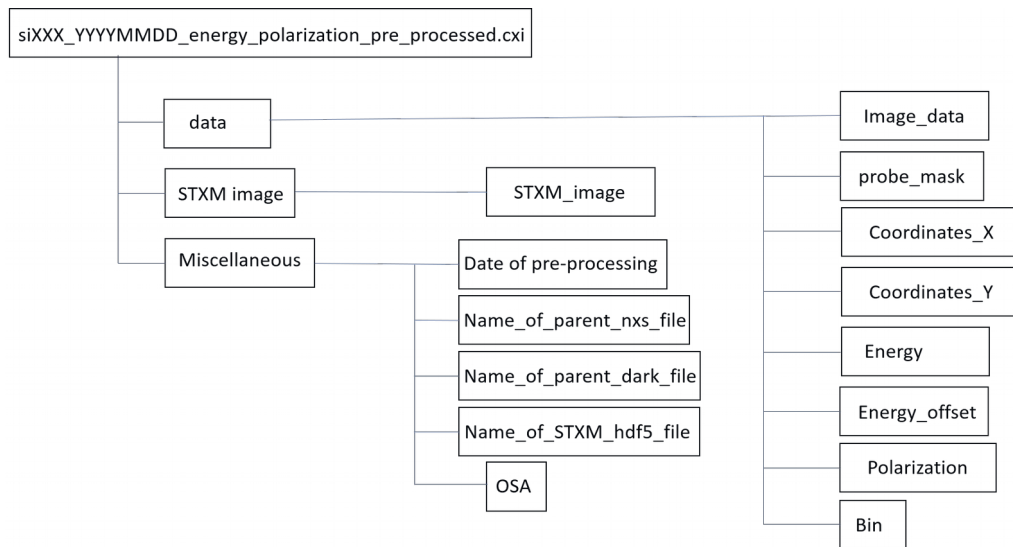 siXXX_YYYYMMDD_energy_polarization_pre_processed.cxi
data
STXM image
Miscellaneous
STXM_image
Date of pre-processing
Name_of_parent_nxs_file
Name_of_parent_dark_file
Name_of_STXM_hdf5_file
OSA
Image_data
probe_mask
Coordinates_X
Coordinates_Y
Energy
Energy_offset
Polarization
Bin